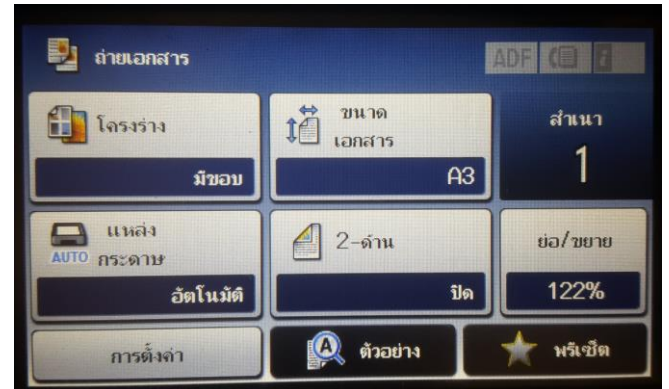 ถ่ายเอกสาร
ADF
โครงร่าง
มีขอบ
ขนาด
เอกสาร
A3
สำเนา
1
แหล่ง
กระดาษ
AUTO
อัตโนมัติ
2-ด้าน
ปิด
ย่อ/ขยาย
122%
การตั้งค่า
ตัวอย่าง
พรีเซ็ต